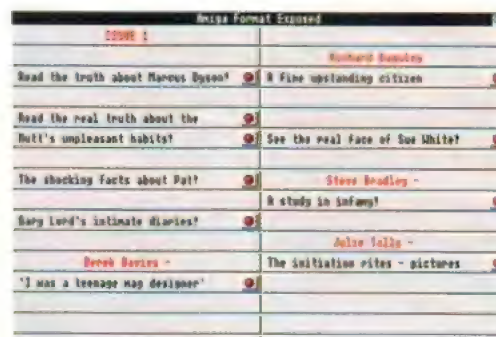 Amiga Format Exposed
ISSUE 1
Read the truth about Marcus Dyson?
Read the real truth about the
Mutt's unpleasant habits?
The shocking facts about Pat?
Gary Lord's intimate diaries?
Derek Davies -
'I was a teenage map designer'
Richard Baguley
A fine upstanding citizen
See the real face of Sue White?
Steve Bradley -
A study in infamy?
Julie Tolls -
The initiation rites - pictures